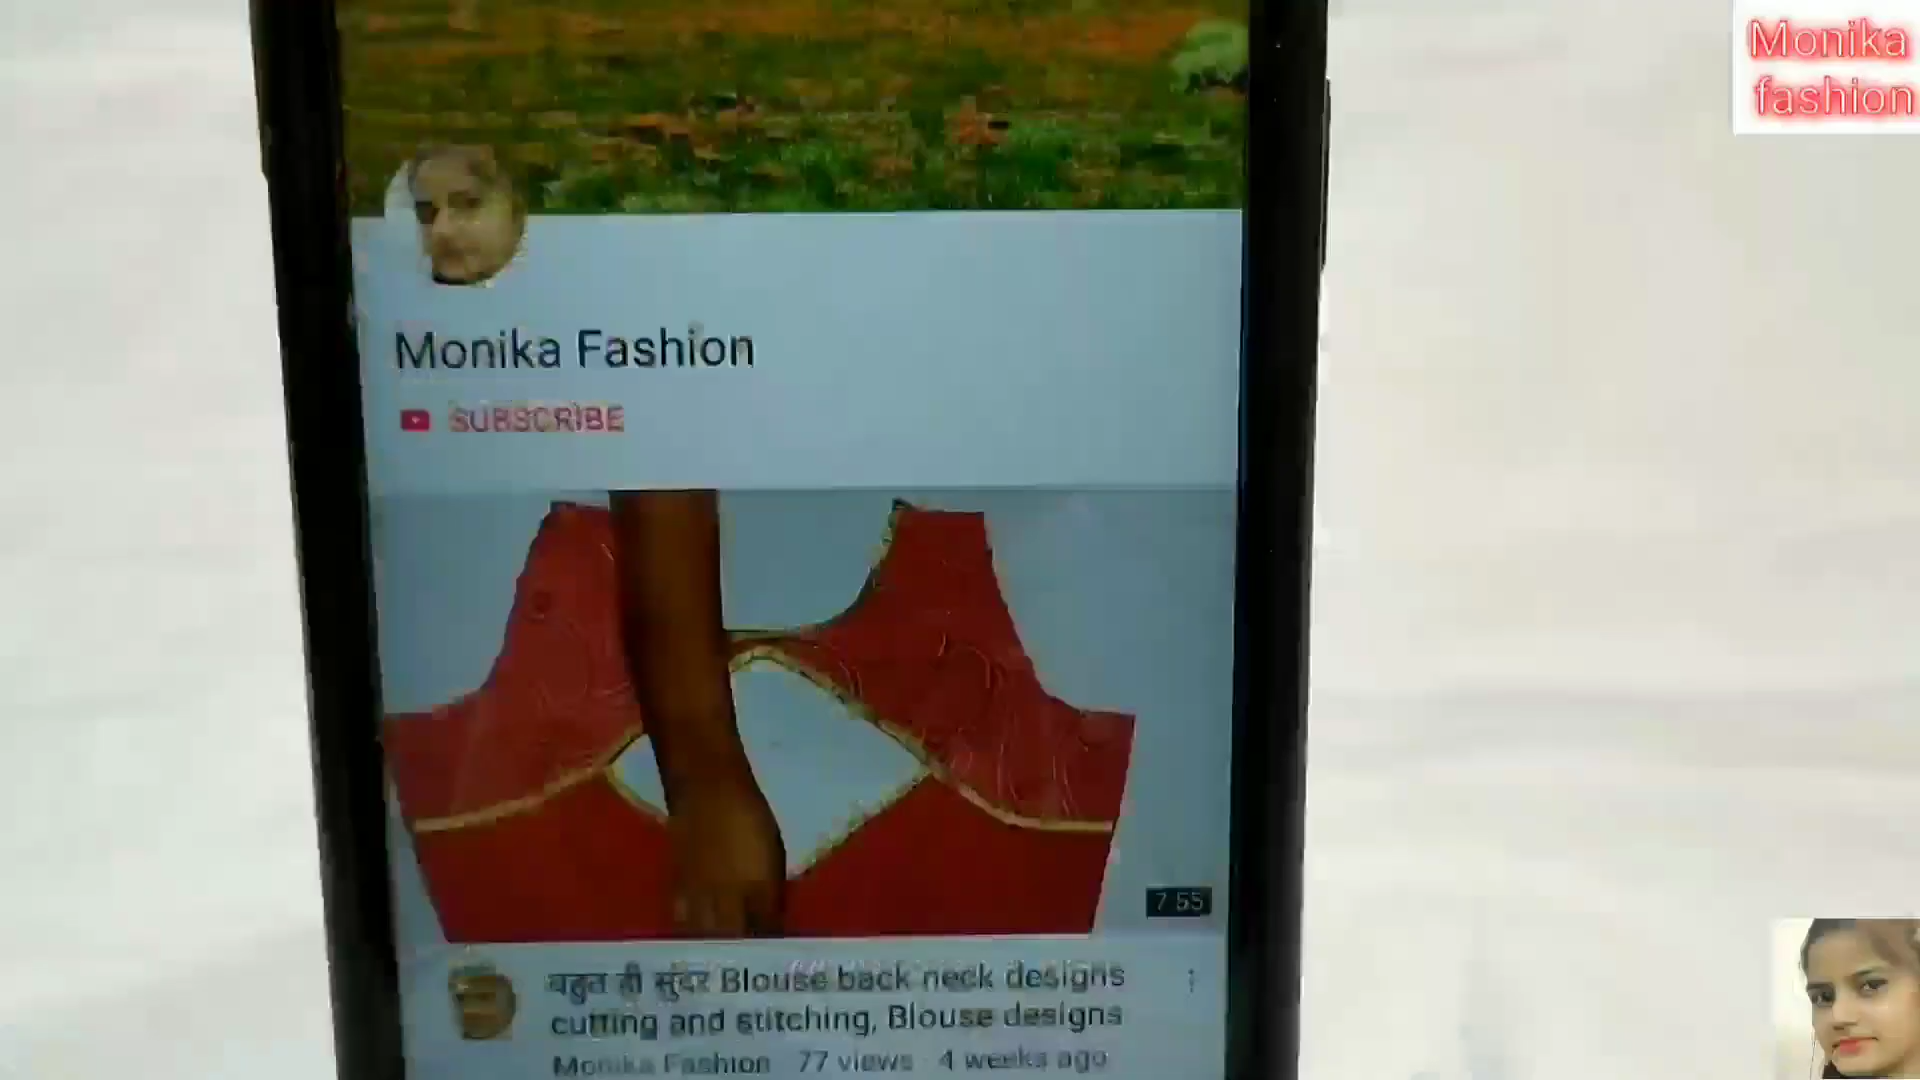 Monika
fashion
Monika Fashion
SUBSCRIBE
7:55
बहुत ही सुंदर Blouse back neck designs
cutting and stitching, Blouse designs
Monika Fashion 77 views · 4 weeks ago